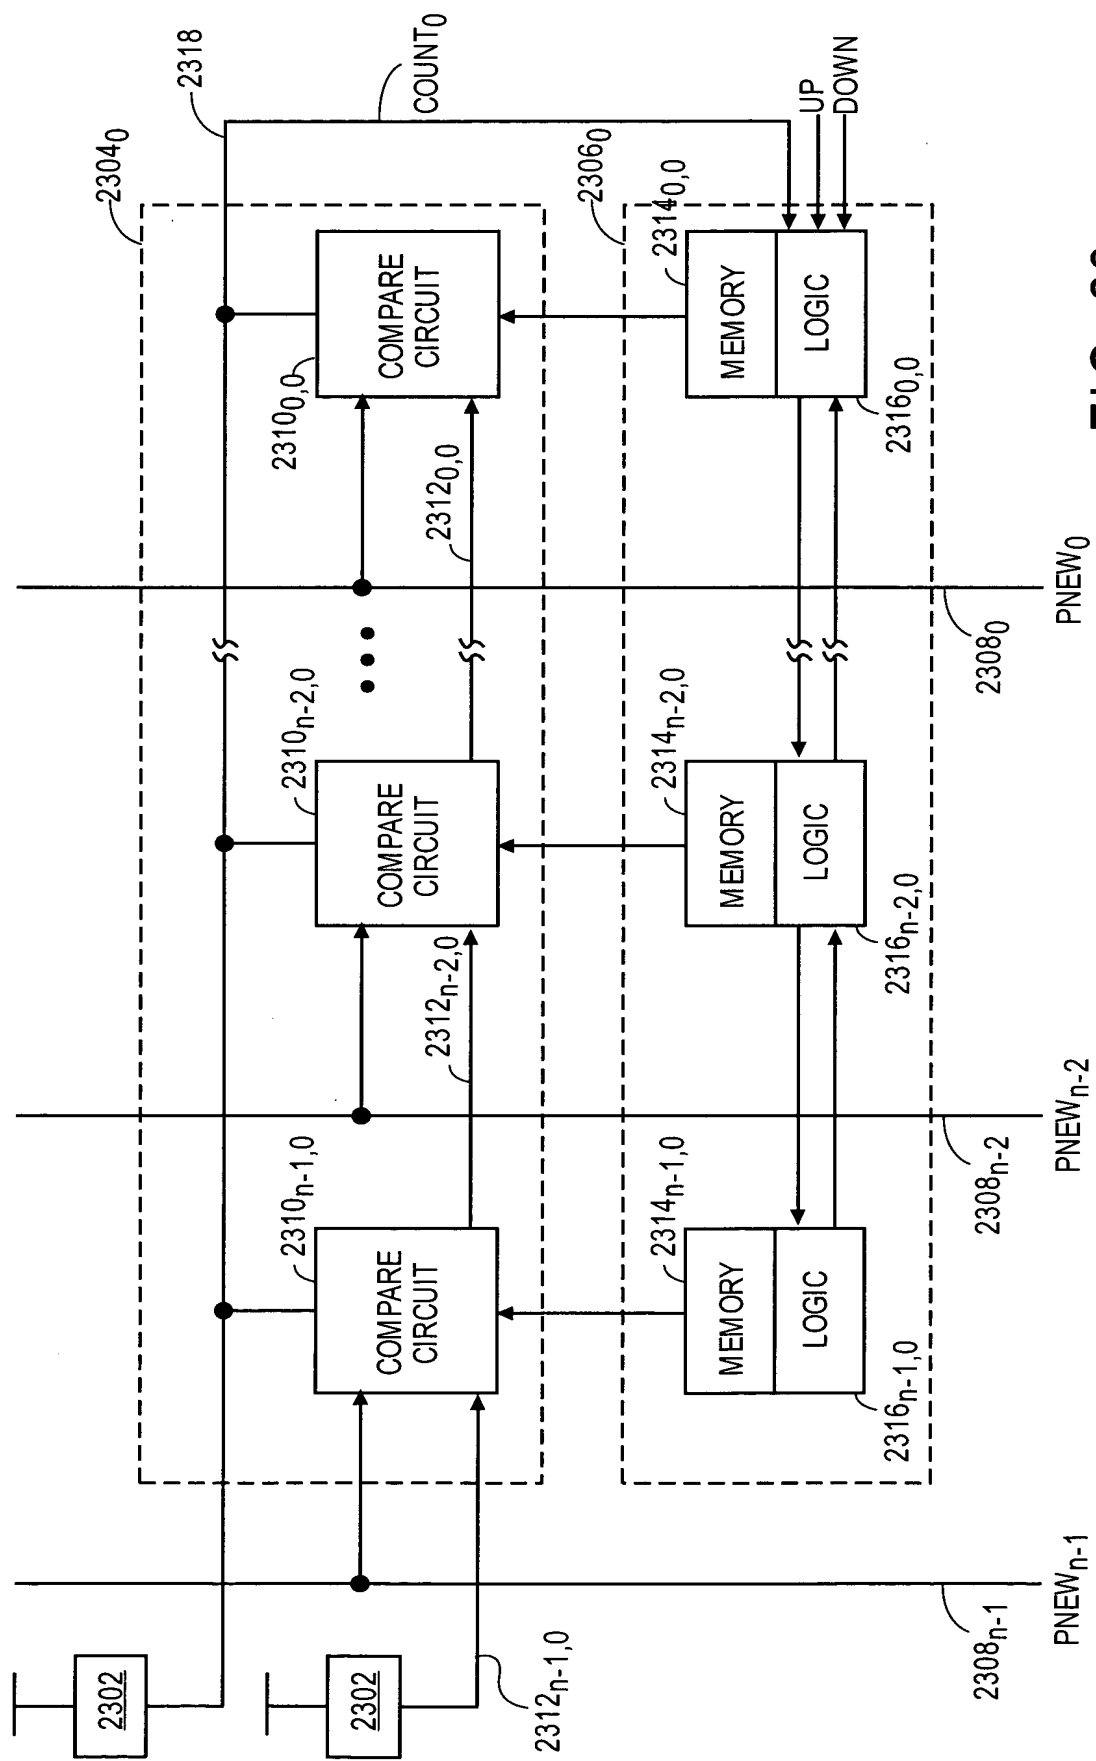 2302
2302
2312n-1,0
2318
COUNT0
23040
2310n-1,0
COMPARE
CIRCUIT
2310n-2,0
COMPARE
CIRCUIT
23100,0
COMPARE
CIRCUIT
2312n-2,0
23120,0
23060
2314n-1,0
MEMORY
LOGIC
2316n-1,0
2314n-2,0
MEMORY
LOGIC
2316n-2,0
23140,0
MEMORY
LOGIC
23160,0
UP
DOWN
2308n-1
PNEWn-1
2308n-2
PNEWn-2
23080
PNEW0